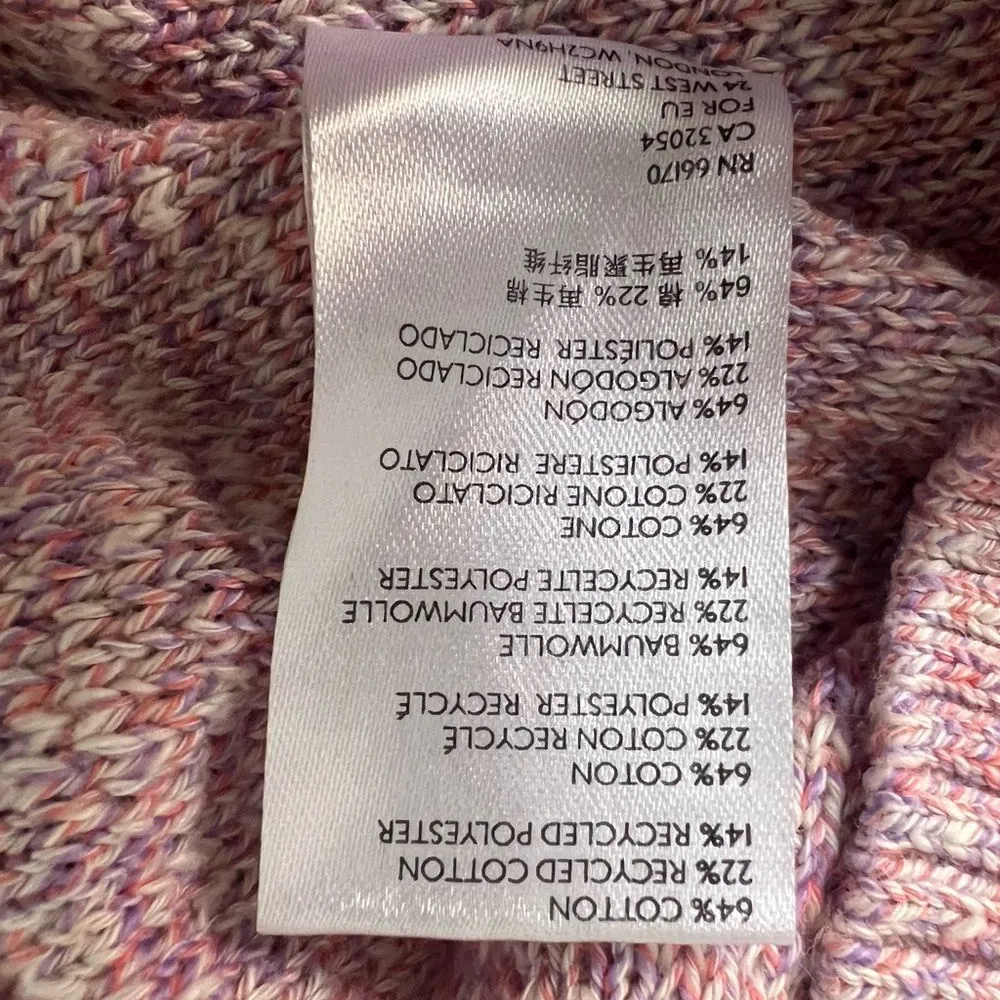 64% COTTON
22% RECYCLED COTTON
14% RECYCLED POLYESTER
64% COTON
22% COTON RECYCLÉ
14% POLYESTER RECYCLÉ
64% BAUMWOLLE
22% RECYCELTE BAUMWOLLE
14% RECYCELTE POLYESTER
64% COTONE
22% COTONE RICICLATO
14% POLIESTERE RICICLATO
64% ALGODÓN
22% ALGODÓN RECICLADO
14% POLIÉSTER RECICLADO
64% 棉 22% 再生棉
14% 再生聚脂纤维
RN 66170
CA 32054
FOR EU
24 WEST STREET
LONDON, WC2H9NA